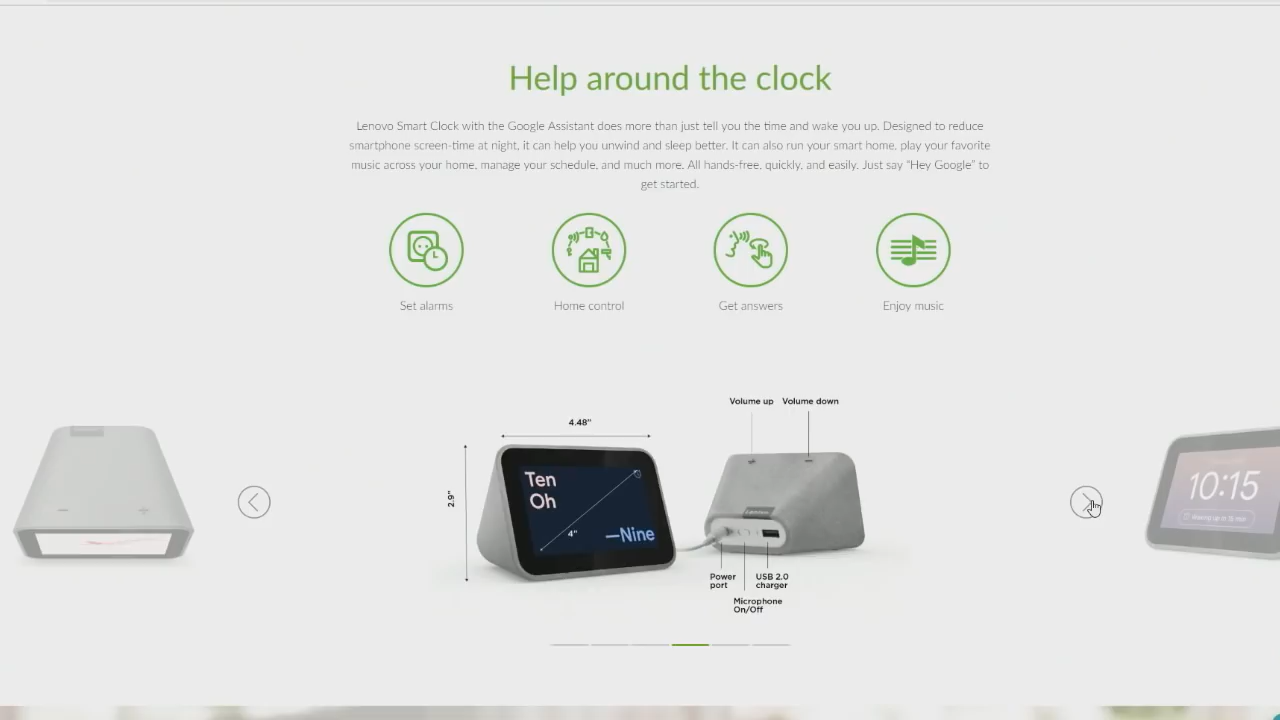 Help around the clock
Lenovo Smart Clock with the Google Assistant does more than just tell you the time and wake you up. Designed to reduce
smartphone screen-time at night, it can help you unwind and sleep better. It can also run your smart home, play your favorite
music across your home, manage your schedule, and much more. All hands-free, quickly, and easily. Just say “Hey Google” to
get started.
Set alarms
Home control
Get answers
Enjoy music
Volume up
Volume down
4.48"
2.9"
Ten
Oh
4"
—Nine
Power
port
USB 2.0
charger
Microphone
On/Off
10:15